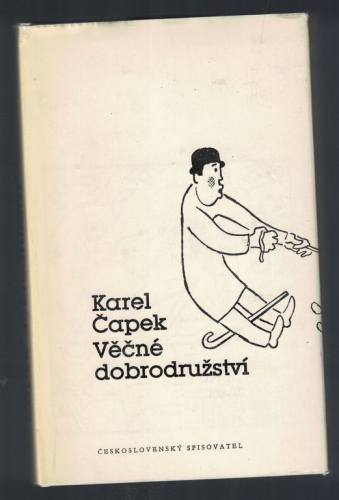 Karel
Čapek
Věčné
dobrodružství
ČESKOSLOVENSKÝ SPISOVATEL